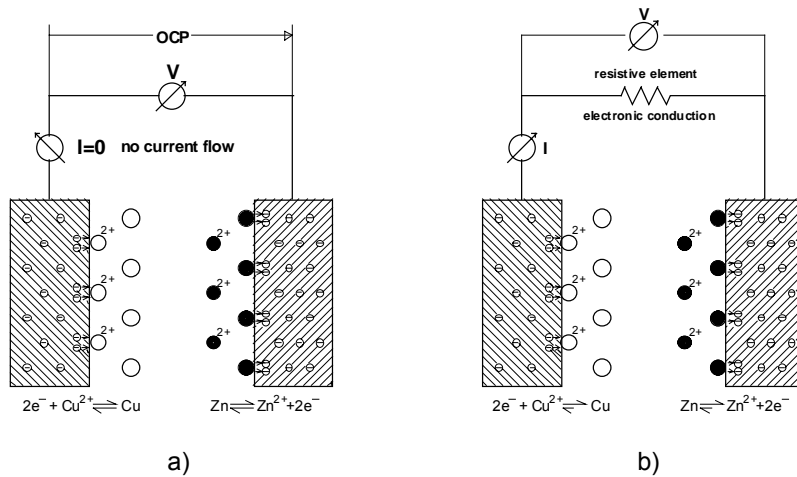 OCP
V
I=0 no current flow
2+
2+
2+
2+
2+
2+
2e⁻ + Cu²⁺ ⇌ Cu
Zn ⇌ Zn²⁺+2e⁻
a)
V
resistive element
electronic conduction
I
2+
2+
2+
2+
2+
2+
2e⁻ + Cu²⁺ ⇌ Cu
Zn ⇌ Zn²⁺+2e⁻
b)